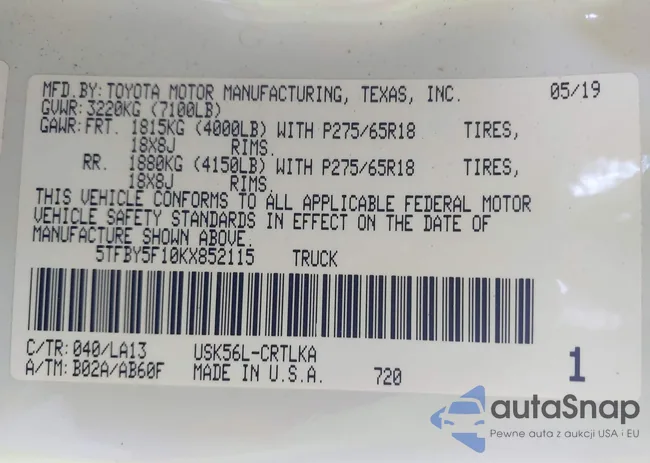 MFD.BY: TOYOTA MOTOR MANUFACTURING, TEXAS, INC. 05/19
GVWR: 3220KG (7100LB)
GAWR: FRT. 1815KG (4000LB) WITH P275/65R18 TIRES,
18X8J RIMS.
RR. 1880KG (4150LB) WITH P275/65R18 TIRES,
18X8J RIMS.
THIS VEHICLE CONFORMS TO ALL APPLICABLE FEDERAL MOTOR
VEHICLE SAFETY STANDARDS IN EFFECT ON THE DATE OF
MANUFACTURE SHOWN ABOVE.
5TFBY5F10KX852115 TRUCK
C/TR: 040/LA13 USK56L-CRTLKA
A/TM: B02A/AB60F MADE IN U.S.A. 720 1
autaSnap
Pewne auta z aukcji USA i EU